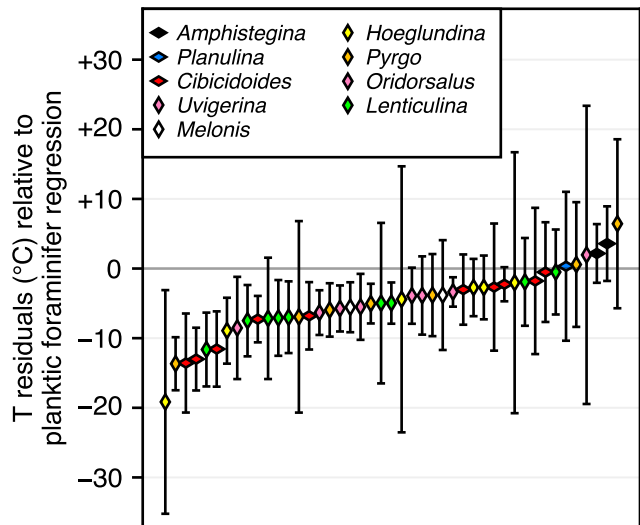 T residuals (°C) relative to
planktic foraminifer regression
+30
+20
+10
0
−10
−20
−30
Amphistegina
Planulina
Cibicidoides
Uvigerina
Melonis
Hoeglundina
Pyrgo
Oridorsalus
Lenticulina